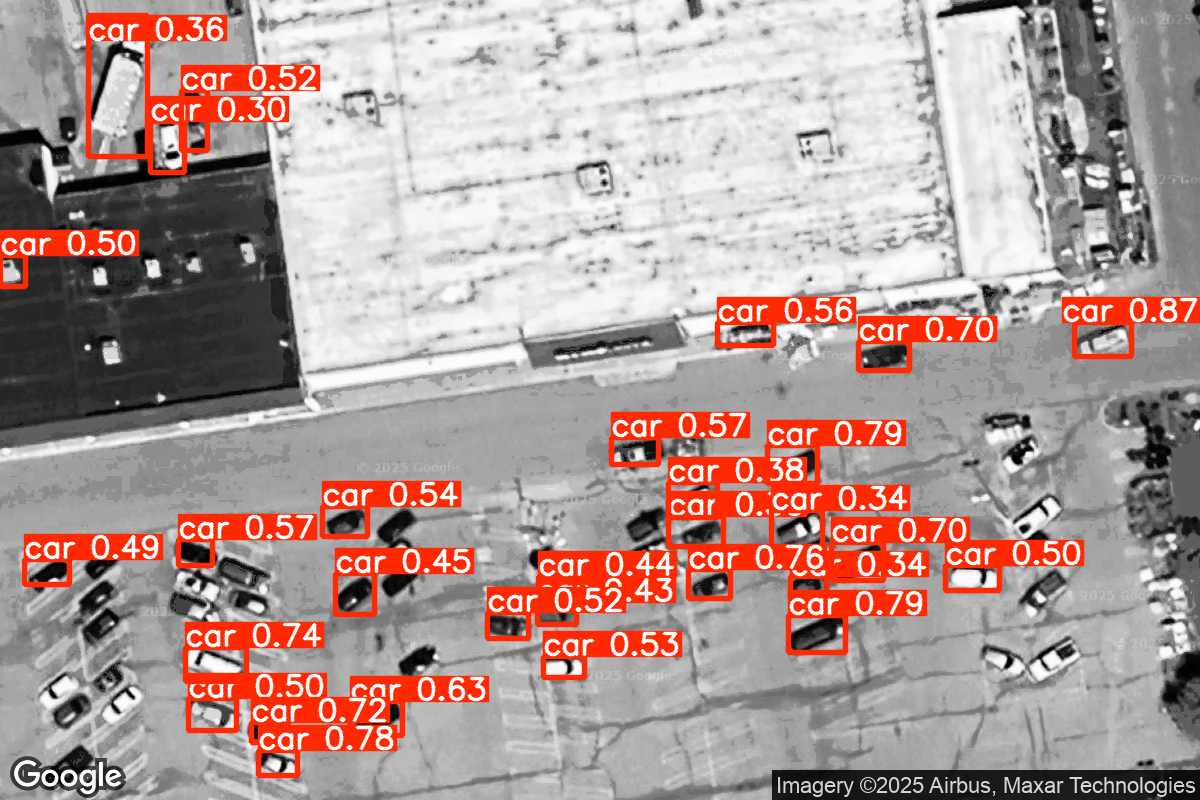 car 0.36
car 0.52
car 0.30
car 0.50
car 0.56
car 0.87
car 0.70
car 0.57
car 0.79
car 0.38
car 0.34
car 0.54
car 0.70
car 0.57
car 0.49
car 0.45
car 0.44
car 0.76
0.34
car 0.50
0.43
car 0.52
car 0.79
car 0.74
car 0.53
car 0.50
car 0.63
car 0.72
car 0.78
© 2025 Google
Google
Imagery ©2025 Airbus, Maxar Technologies